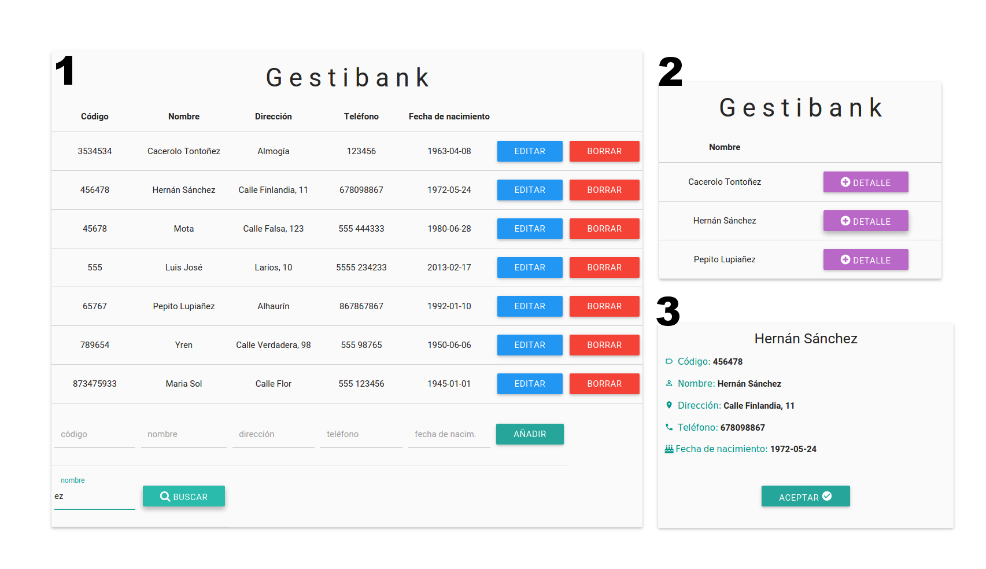 1
Gestibank
Código Nombre Dirección Teléfono Fecha de nacimiento
3534534 Cacerolo Tontoñez Almogía 123456 1963-04-08 EDITAR BORRAR
456478 Hernán Sánchez Calle Finlandia, 11 678098867 1972-05-24 EDITAR BORRAR
45678 Mota Calle Falsa, 123 555 444333 1980-06-28 EDITAR BORRAR
555 Luis José Larios, 10 5555 234233 2013-02-17 EDITAR BORRAR
65767 Pepito Lupiañez Alhaurín 867867867 1992-01-10 EDITAR BORRAR
789654 Yren Calle Verdadera, 98 555 98765 1950-06-06 EDITAR BORRAR
873475933 Maria Sol Calle Flor 555 123456 1945-01-01 EDITAR BORRAR
código nombre dirección teléfono fecha de nacim. AÑADIR
nombre
ez BUSCAR
2
Gestibank
Nombre
Cacerolo Tontoñez DETALLE
Hernán Sánchez DETALLE
Pepito Lupiañez DETALLE
3
Hernán Sánchez
Código: 456478
Nombre: Hernán Sánchez
Dirección: Calle Finlandia, 11
Teléfono: 678098867
Fecha de nacimiento: 1972-05-24
ACEPTAR